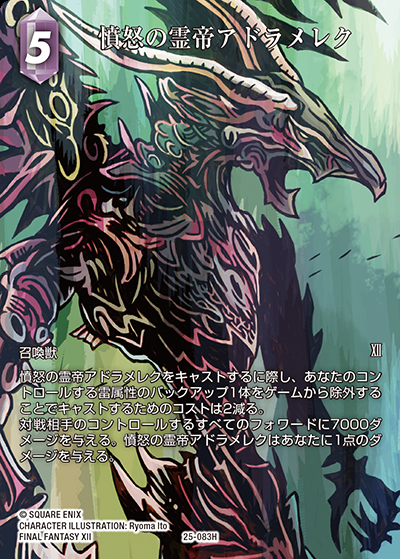 5
憤怒の霊帝アドラメレク
召喚獣
XII
憤怒の霊帝アドラメレクをキャストするに際し、あなたのコン
トロールする雷属性のバックアップ1体をゲームから除外する
ことでキャストするためのコストは2減る。
対戦相手のコントロールするすべてのフォワードに7000ダ
メージを与える。憤怒の霊帝アドラメレクはあなたに1点のダ
メージを与える。
© SQUARE ENIX
CHARACTER ILLUSTRATION: Ryoma Ito
FINAL FANTASY XII
25-083H